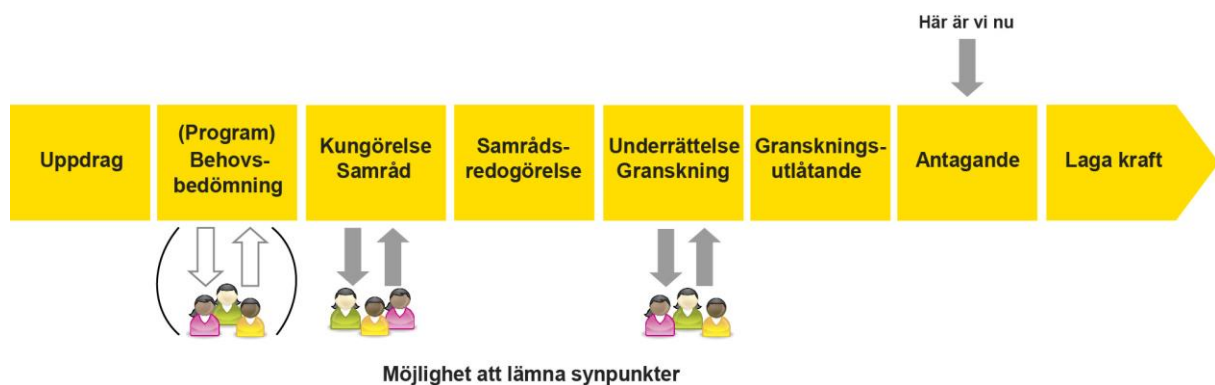 Här är vi nu
Uppdrag
(Program)
Behovs-
bedömning
Kungörelse
Samråd
Samråds-
redogörelse
Underrättelse
Granskning
Gransknings-
utlåtande
Antagande
Laga kraft
Möjlighet att lämna synpunkter